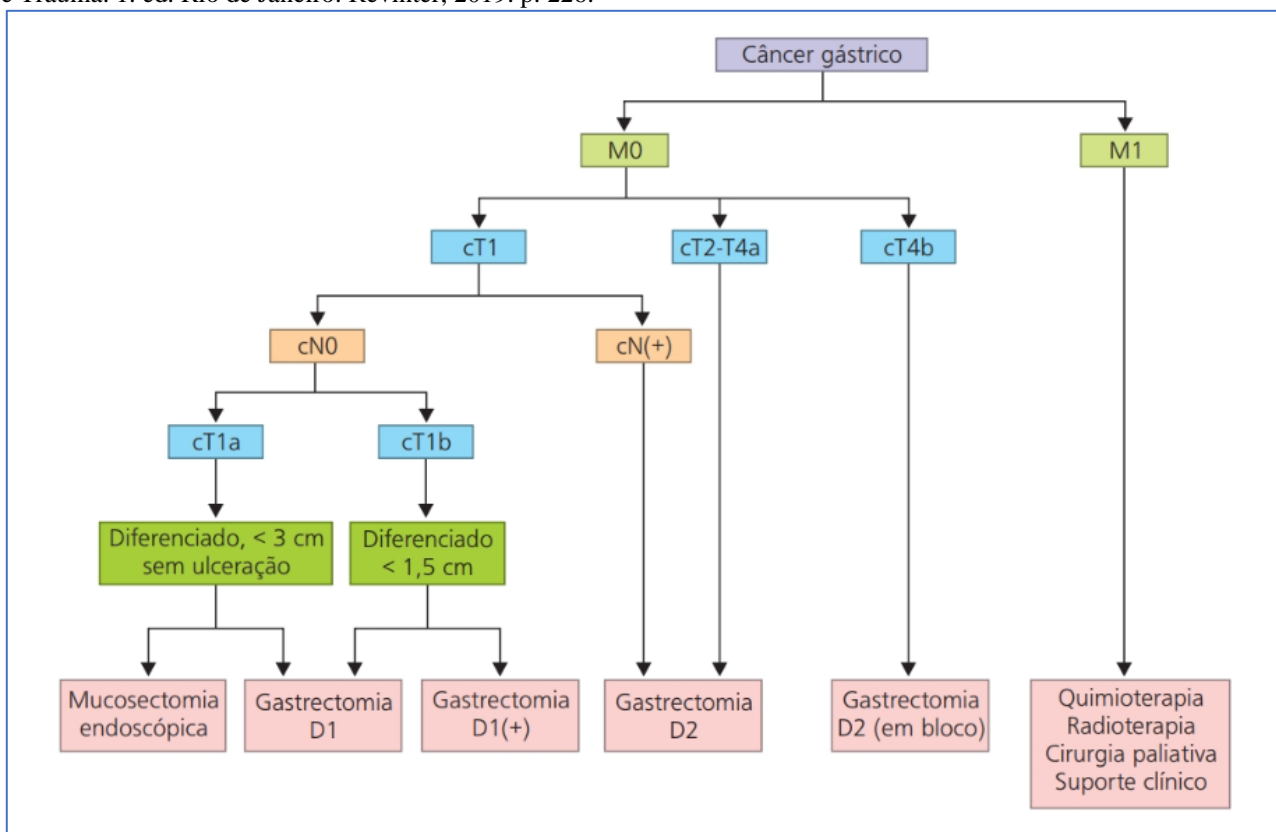 e Trauma. 1. ed. Rio de Janeiro: Revinter, 2019. p. 228.
Câncer gástrico
M0
M1
cT1
cT2-T4a
cT4b
cN0
cN(+)
cT1a
cT1b
Diferenciado, < 3 cm
sem ulceração
Diferenciado
< 1,5 cm
Mucosectomia
endoscópica
Gastrectomia
D1
Gastrectomia
D1(+)
Gastrectomia
D2
Gastrectomia
D2 (em bloco)
Quimioterapia
Radioterapia
Cirurgia paliativa
Suporte clínico